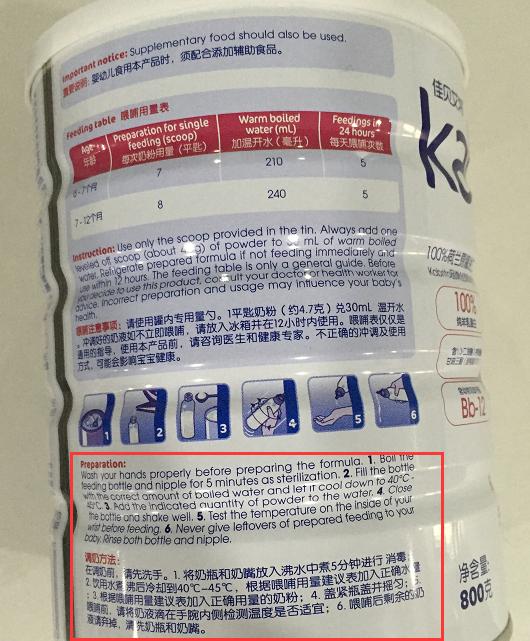 Important notice: Supplementary food should also be used.
重要说明: 婴幼儿食用本产品时，须配合添加辅助食品。
Feeding table 喂哺用量表
Age 年龄
Preparation for single feeding (scoop) 每次奶粉用量（平匙）
Warm boiled water (mL) 加温开水（毫升）
Feedings in 24 hours 每天喂哺次数
6-7个月 7 210 5
7-12个月 8 240 5
Instruction: Use only the scoop provided in the tin. Always add one
leveled off scoop (about g) of powder to mL of warm boiled
water. Refrigerate prepared formula if not feeding immediately and
use within 12 hours. The feeding table is only a general guide. Before
you decide to use this product, consult your doctor or health worker for
advice. Incorrect preparation and usage may influence your baby's
health.
喂哺注意事项: 请使用罐内专用量勺。1平匙奶粉（约4.7克）兑30mL 温开水
。冲调好的奶液如不立即喂哺，请放入冰箱并在12小时内使用。喂哺表仅仅是
通用的指导，使用本产品前，请咨询医生和健康专家。不正确的冲调及使用
方式，可能会影响宝宝健康。
1 2 3 4 5 6
Preparation:
Wash your hands properly before preparing the formula. 1. Boil the
feeding bottle and nipple for 5 minutes as sterilization. 2. Fill the bottle
with the correct amount of boiled water and let it cool down to 40°C-
45°C. 3. Add the indicated quantity of powder to the water. 4. Close
the bottle and shake well. 5. Test the temperature on the inside of your
wrist before feeding. 6. Never give leftovers of prepared feeding to your
baby. Rinse both bottle and nipple.
调奶方法:
在调奶前，请先洗手。1. 将奶瓶和奶嘴放入沸水中煮5分钟进行 消毒；
2. 饮用水煮沸后冷却到40℃-45℃，根据喂哺用量建议表加入正确水量
；3. 根据喂哺用量建议表加入正确用量的奶粉；4. 盖紧瓶盖并摇匀；5.
喂哺前，请将奶液滴在手腕内侧检测温度是否适宜；6. 喂哺后剩余的奶
液请弃掉，清洗奶瓶和奶嘴。
佳贝艾
ka
100%
Bb-12
净含量:
800克